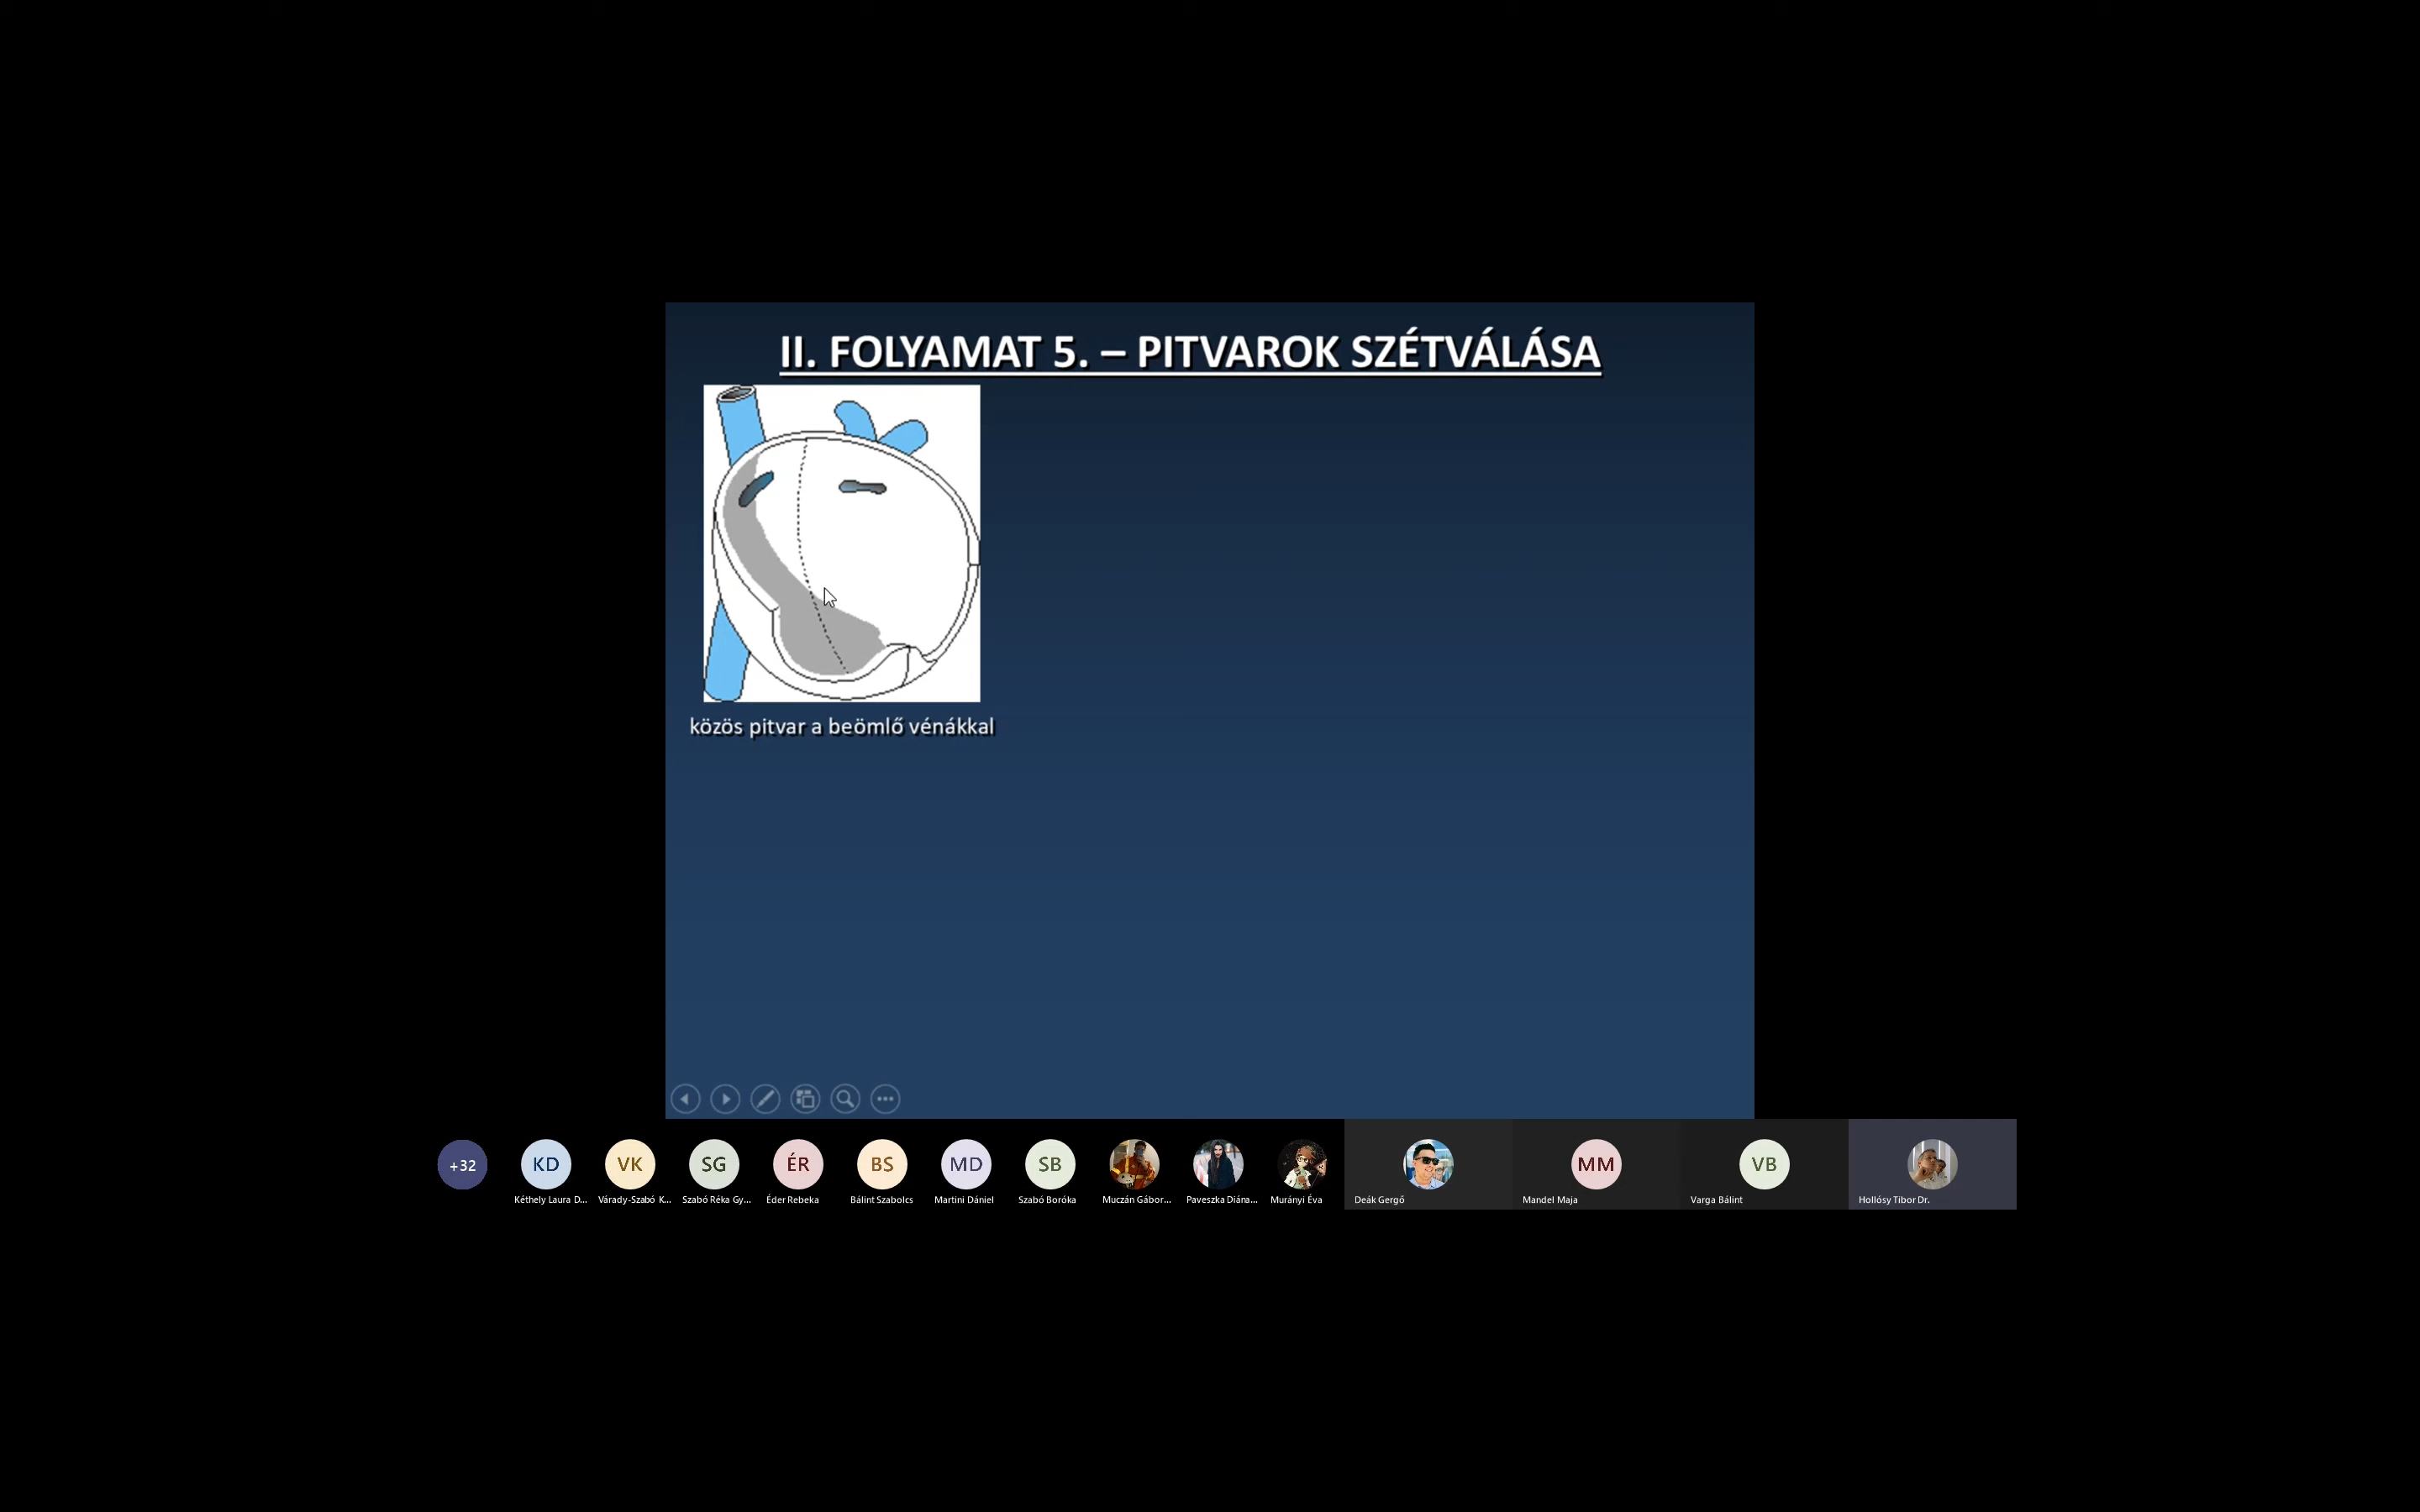 II. FOLYAMAT 5. – PITVAROK SZÉTVÁLÁSA
közös pitvar a beömlő vénákkal
+32
KD
VK
SG
ÉR
BS
MD
SB
MM
VB
Kéthely Laura D...
Várady-Szabó K...
Szabó Réka Gy...
Éder Rebeka
Bálint Szabolcs
Martini Dániel
Szabó Boróka
Muczán Gábor...
Paveszka Diána...
Murányi Éva
Deák Gergő
Mandel Maja
Varga Bálint
Hollósy Tibor Dr.